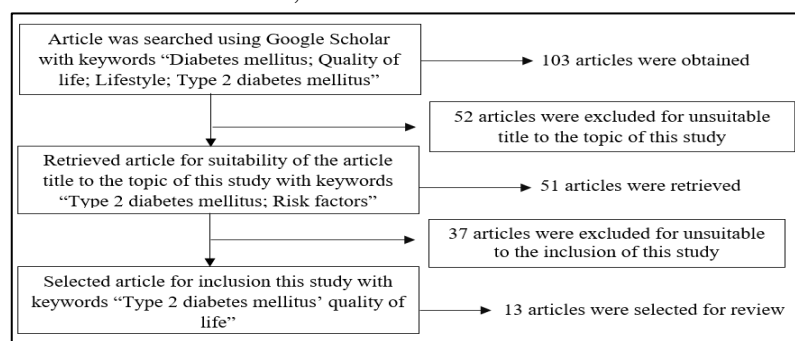 Article was searched using Google Scholar
with keywords “Diabetes mellitus; Quality of
life; Lifestyle; Type 2 diabetes mellitus”
103 articles were obtained
52 articles were excluded for unsuitable
title to the topic of this study
Retrieved article for suitability of the article
title to the topic of this study with keywords
“Type 2 diabetes mellitus; Risk factors”
51 articles were retrieved
37 articles were excluded for unsuitable
to the inclusion of this study
Selected article for inclusion this study with
keywords “Type 2 diabetes mellitus’ quality of
life”
13 articles were selected for review